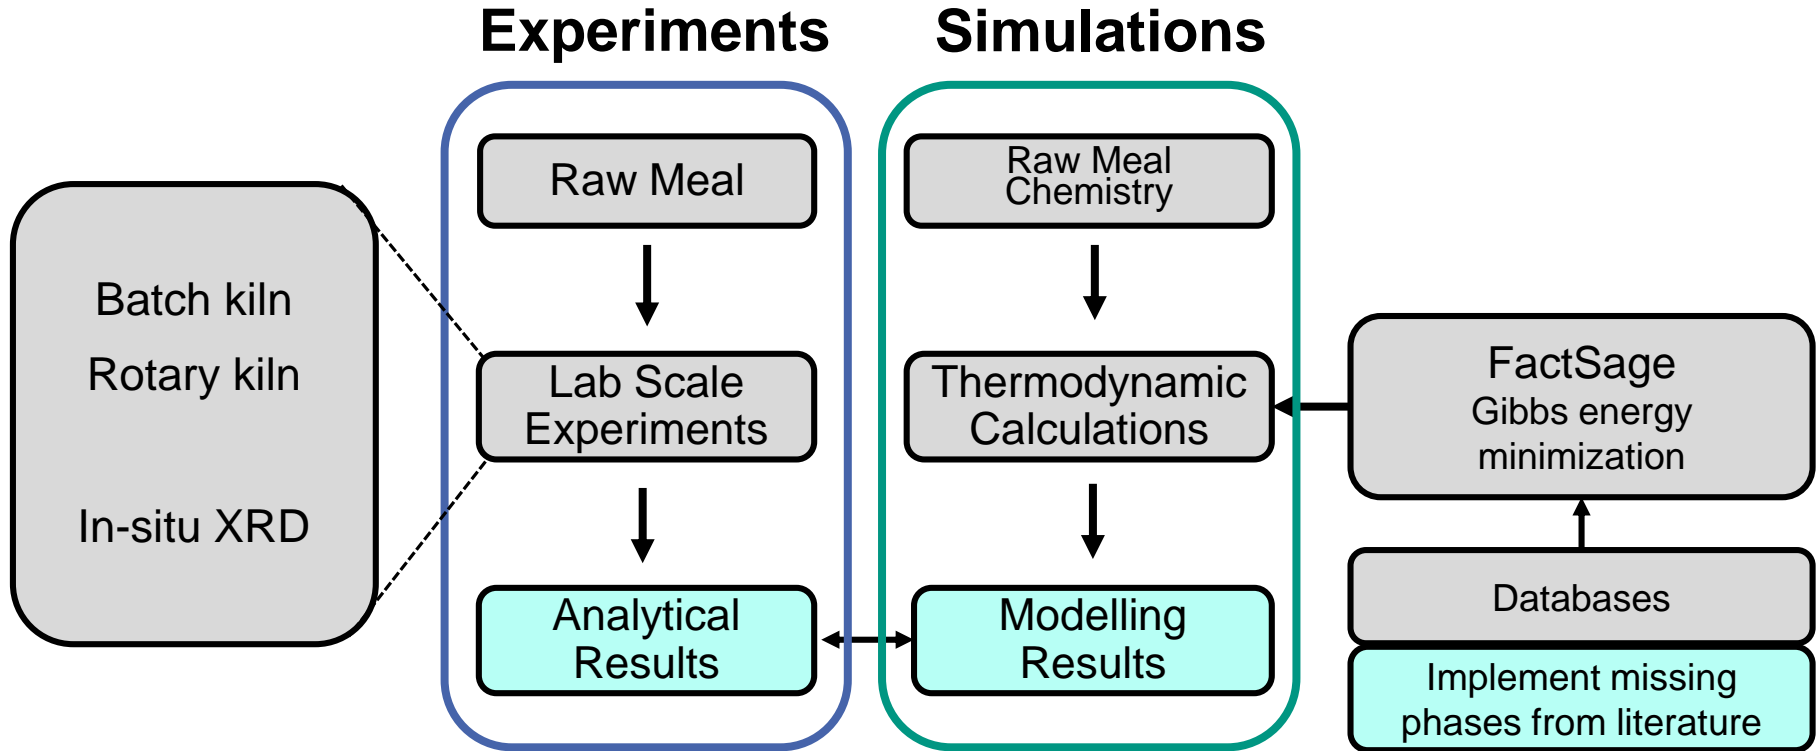 Experiments
Simulations
Batch kiln
Rotary kiln
In-situ XRD
Raw Meal
Lab Scale
Experiments
Analytical
Results
Raw Meal
Chemistry
Thermodynamic
Calculations
Modelling
Results
FactSage
Gibbs energy
minimization
Databases
Implement missing
phases from literature